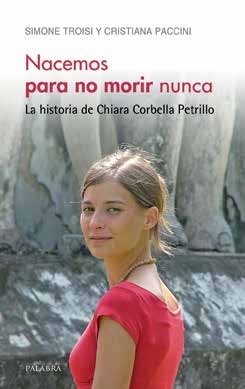 SIMONE TROISI Y CRISTIANA PACCINI
Nacemos
para no morir nunca
La historia de Chiara Corbella Petrillo
PALABRA